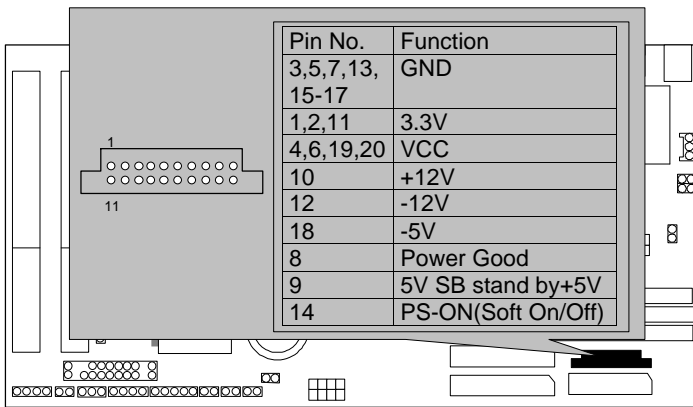 Pin No. Function
3,5,7,13, GND
15-17
1,2,11 3.3V
4,6,19,20 VCC
10 +12V
12 -12V
18 -5V
8 Power Good
9 5V SB stand by+5V
14 PS-ON(Soft On/Off)
1
11